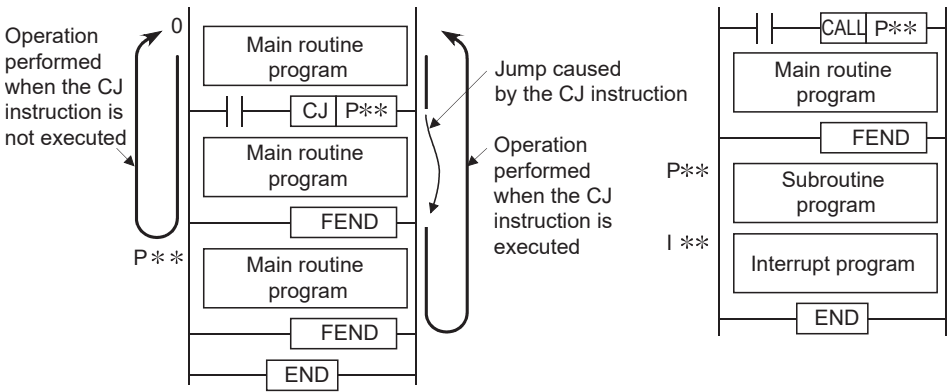 Operation
performed
when the CJ
instruction is
not executed
0
Main routine
program
CJ P**
Main routine
program
FEND
P**
Main routine
program
FEND
END
Jump caused
by the CJ instruction
Operation
performed
when the CJ
instruction is
executed
CALL P**
Main routine
program
FEND
P**
Subroutine
program
I **
Interrupt program
END